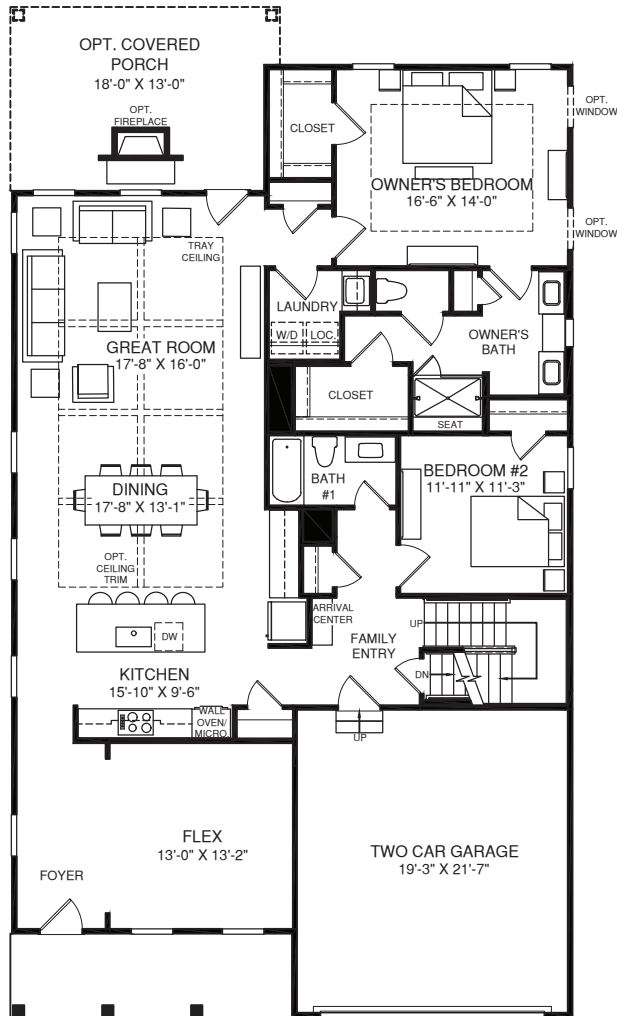 OPT. COVERED
PORCH
18'-0" X 13'-0"
OPT.
FIREPLACE
CLOSET
OPT.
WINDOW
OWNER'S BEDROOM
16'-6" X 14'-0"
OPT.
WINDOW
TRAY
CEILING
LAUNDRY
W/D
LOC.
OWNER'S
BATH
GREAT ROOM
17'-8" X 16'-0"
CLOSET
SEAT
BATH
#1
BEDROOM #2
11'-11" X 11'-3"
DINING
17'-8" X 13'-1"
OPT.
CEILING
TRIM
ARRIVAL
CENTER
UP
DW
FAMILY
ENTRY
DN
KITCHEN
15'-10" X 9'-6"
WALL
OVEN/
MICRO.
UP
FLEX
13'-0" X 13'-2"
TWO CAR GARAGE
19'-3" X 21'-7"
FOYER